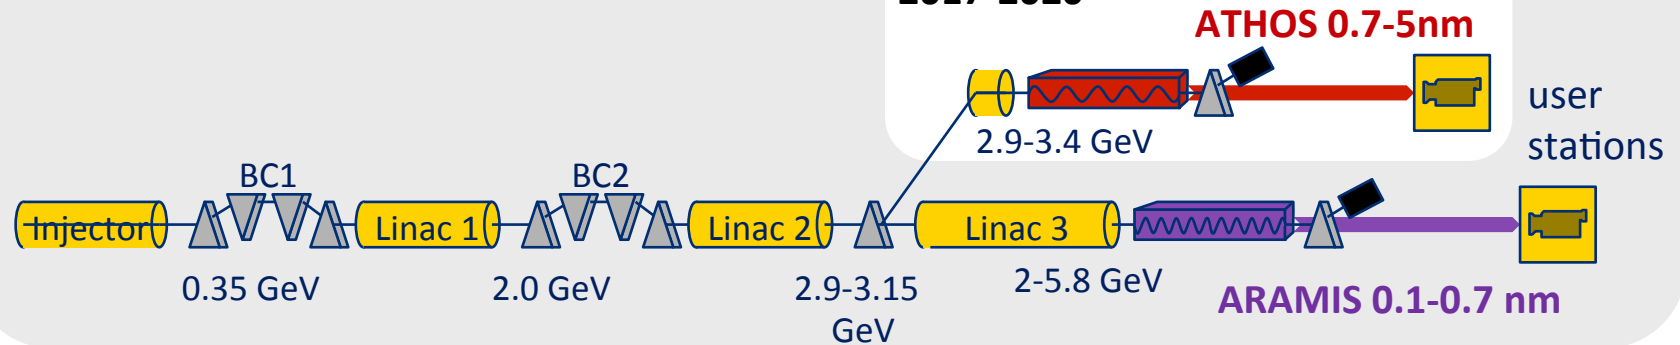 ATHOS 0.7-5nm
user
stations
2.9-3.4 GeV
BC1
BC2
Injector
Linac 1
Linac 2
Linac 3
0.35 GeV
2.0 GeV
2.9-3.15
GeV
2-5.8 GeV
ARAMIS 0.1-0.7 nm